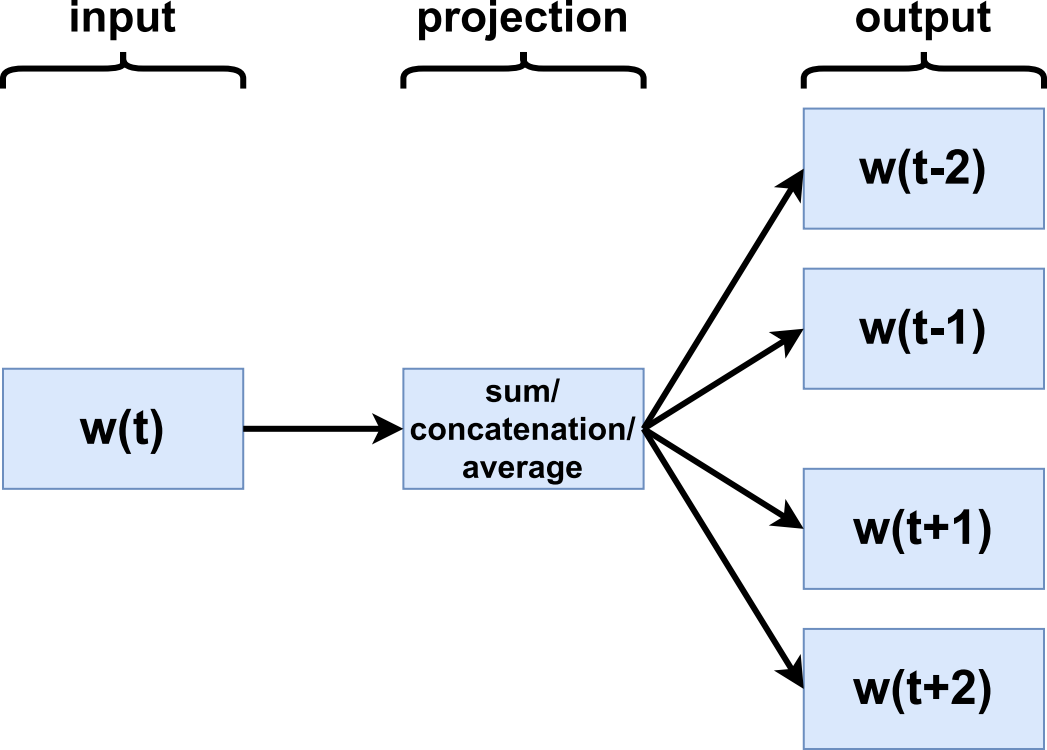 input
projection
output
w(t-2)
w(t-1)
w(t)
sum/
concatenation/
average
w(t+1)
w(t+2)